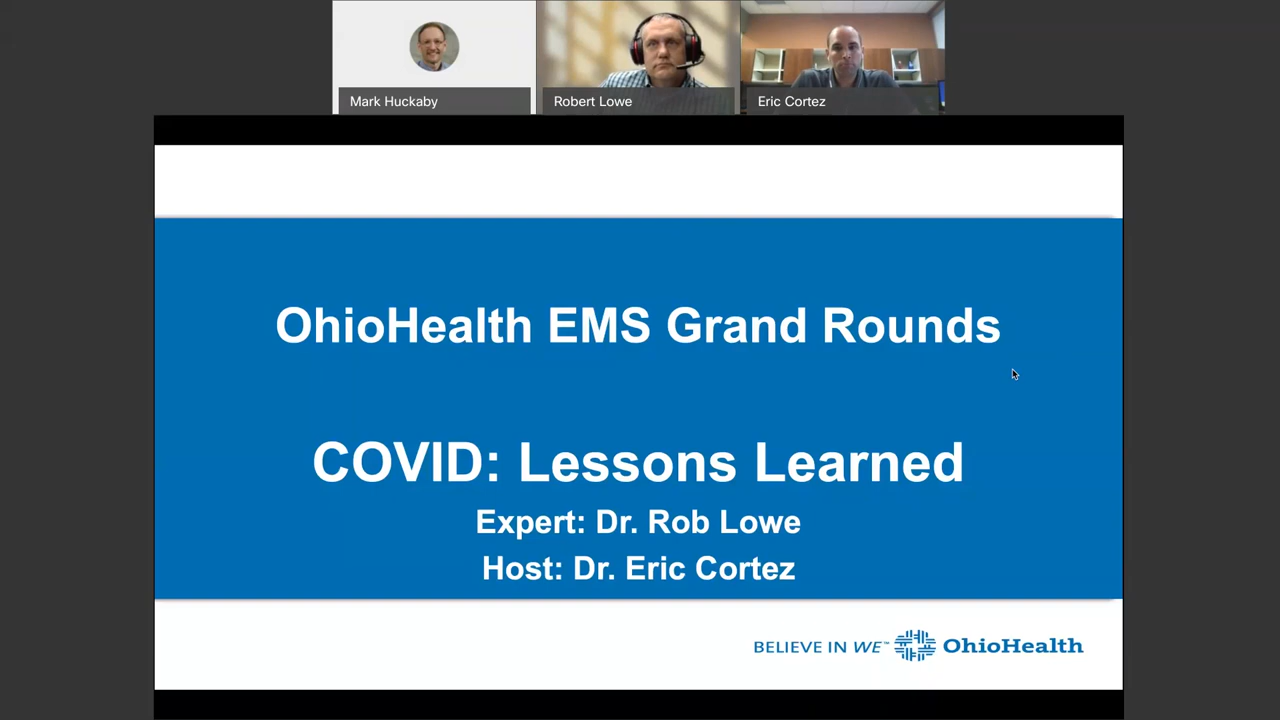 Mark Huckaby
Robert Lowe
Eric Cortez
OhioHealth EMS Grand Rounds
COVID: Lessons Learned
Expert: Dr. Rob Lowe
Host: Dr. Eric Cortez
BELIEVE IN WE™ OhioHealth